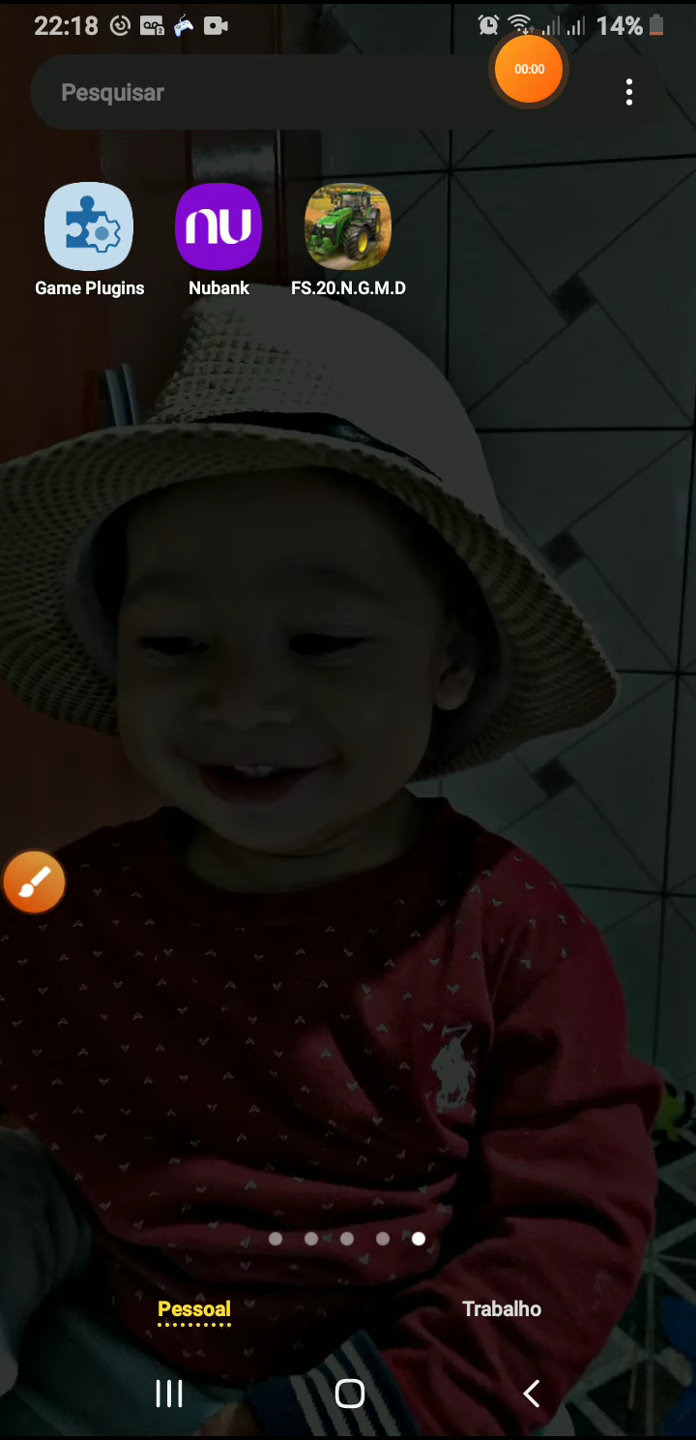 22:18
14%
Pesquisar
00:00
nu
Game Plugins
Nubank
FS.20.N.G.M.D
Pessoal
Trabalho